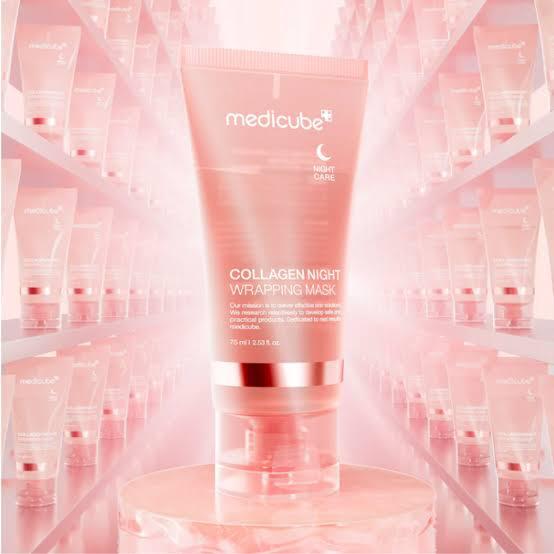 medicube
NIGHT
CARE
COLLAGEN NIGHT
WRAPPING MASK
Our mission is to deliver effective skin solutions.
We research relentlessly to develop safe and
practical products. Dedicated to real results
medicube.
75 ml | 2.53 fl. oz.